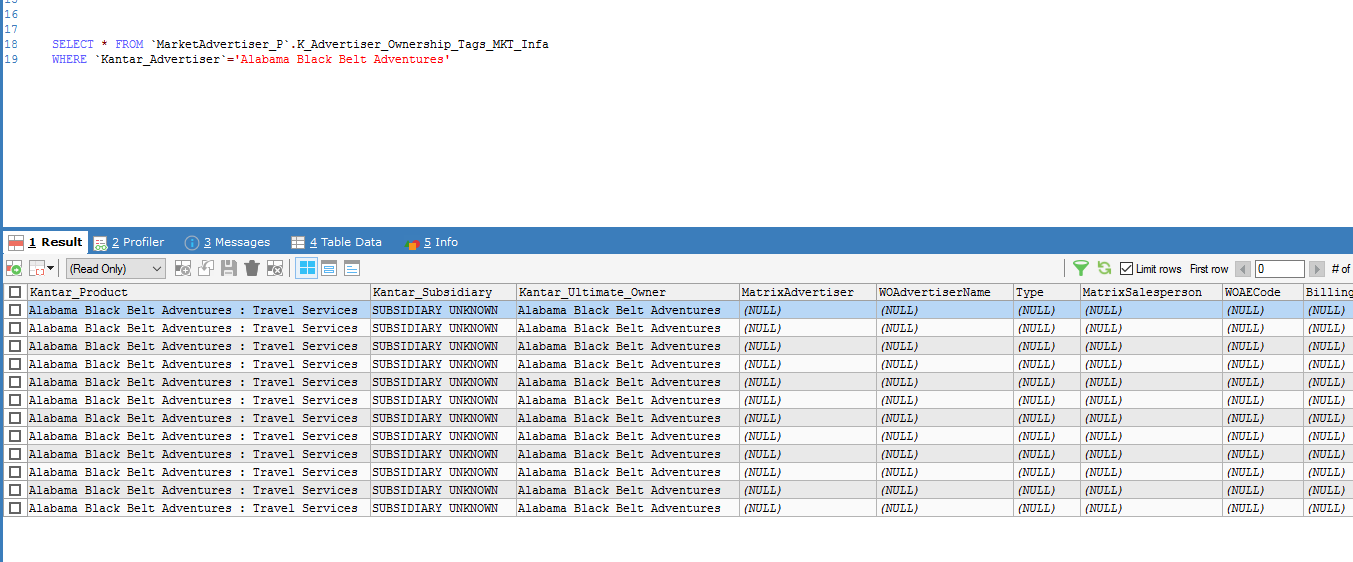 15
16
17
18 SELECT * FROM `MarketAdvertiser_P`.K_Advertiser_Ownership_Tags_MKT_Infa
19 WHERE `Kantar_Advertiser`='Alabama Black Belt Adventures'
1 Result 2 Profiler 3 Messages 4 Table Data 5 Info
(Read Only) Limit rows First row 0 # of
Kantar_Product Kantar_Subsidiary Kantar_Ultimate_Owner MatrixAdvertiser WOAdvertiserName Type MatrixSalesperson WOAECode Billing
Alabama Black Belt Adventures : Travel Services SUBSIDIARY UNKNOWN Alabama Black Belt Adventures (NULL) (NULL) (NULL) (NULL) (NULL) (NULL)
Alabama Black Belt Adventures : Travel Services SUBSIDIARY UNKNOWN Alabama Black Belt Adventures (NULL) (NULL) (NULL) (NULL) (NULL) (NULL)
Alabama Black Belt Adventures : Travel Services SUBSIDIARY UNKNOWN Alabama Black Belt Adventures (NULL) (NULL) (NULL) (NULL) (NULL) (NULL)
Alabama Black Belt Adventures : Travel Services SUBSIDIARY UNKNOWN Alabama Black Belt Adventures (NULL) (NULL) (NULL) (NULL) (NULL) (NULL)
Alabama Black Belt Adventures : Travel Services SUBSIDIARY UNKNOWN Alabama Black Belt Adventures (NULL) (NULL) (NULL) (NULL) (NULL) (NULL)
Alabama Black Belt Adventures : Travel Services SUBSIDIARY UNKNOWN Alabama Black Belt Adventures (NULL) (NULL) (NULL) (NULL) (NULL) (NULL)
Alabama Black Belt Adventures : Travel Services SUBSIDIARY UNKNOWN Alabama Black Belt Adventures (NULL) (NULL) (NULL) (NULL) (NULL) (NULL)
Alabama Black Belt Adventures : Travel Services SUBSIDIARY UNKNOWN Alabama Black Belt Adventures (NULL) (NULL) (NULL) (NULL) (NULL) (NULL)
Alabama Black Belt Adventures : Travel Services SUBSIDIARY UNKNOWN Alabama Black Belt Adventures (NULL) (NULL) (NULL) (NULL) (NULL) (NULL)
Alabama Black Belt Adventures : Travel Services SUBSIDIARY UNKNOWN Alabama Black Belt Adventures (NULL) (NULL) (NULL) (NULL) (NULL) (NULL)
Alabama Black Belt Adventures : Travel Services SUBSIDIARY UNKNOWN Alabama Black Belt Adventures (NULL) (NULL) (NULL) (NULL) (NULL) (NULL)
Alabama Black Belt Adventures : Travel Services SUBSIDIARY UNKNOWN Alabama Black Belt Adventures (NULL) (NULL) (NULL) (NULL) (NULL) (NULL)